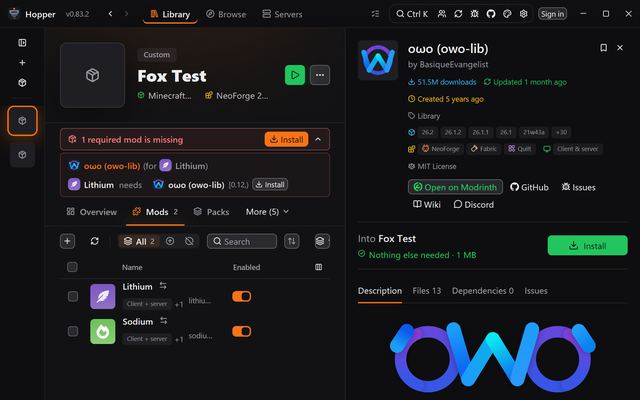 Hopper v0.83.2 Library Browse Servers Ctrl K Sign in
Custom
Fox Test
Minecraft... NeoForge 2...
1 required mod is missing Install
oωo (owo-lib) (for Lithium)
Lithium needs oωo (owo-lib) [0.12,) Install
Overview Mods 2 Packs More (5)
All 2 Search
Name Enabled
Lithium
Client + server +1 lithiu...
Sodium
Client + server +1 sodiu...
oωo (owo-lib)
by BasiqueEvangelist
51.5M downloads Updated 1 month ago
Created 5 years ago
Library
26.2 26.1.2 26.1.1 26.1 21w43a +30
NeoForge Fabric Quilt Client & server
MIT License
Open on Modrinth GitHub Issues
Wiki Discord
Into Fox Test
Nothing else needed · 1 MB
Install
Description Files 13 Dependencies 0 Issues
owo